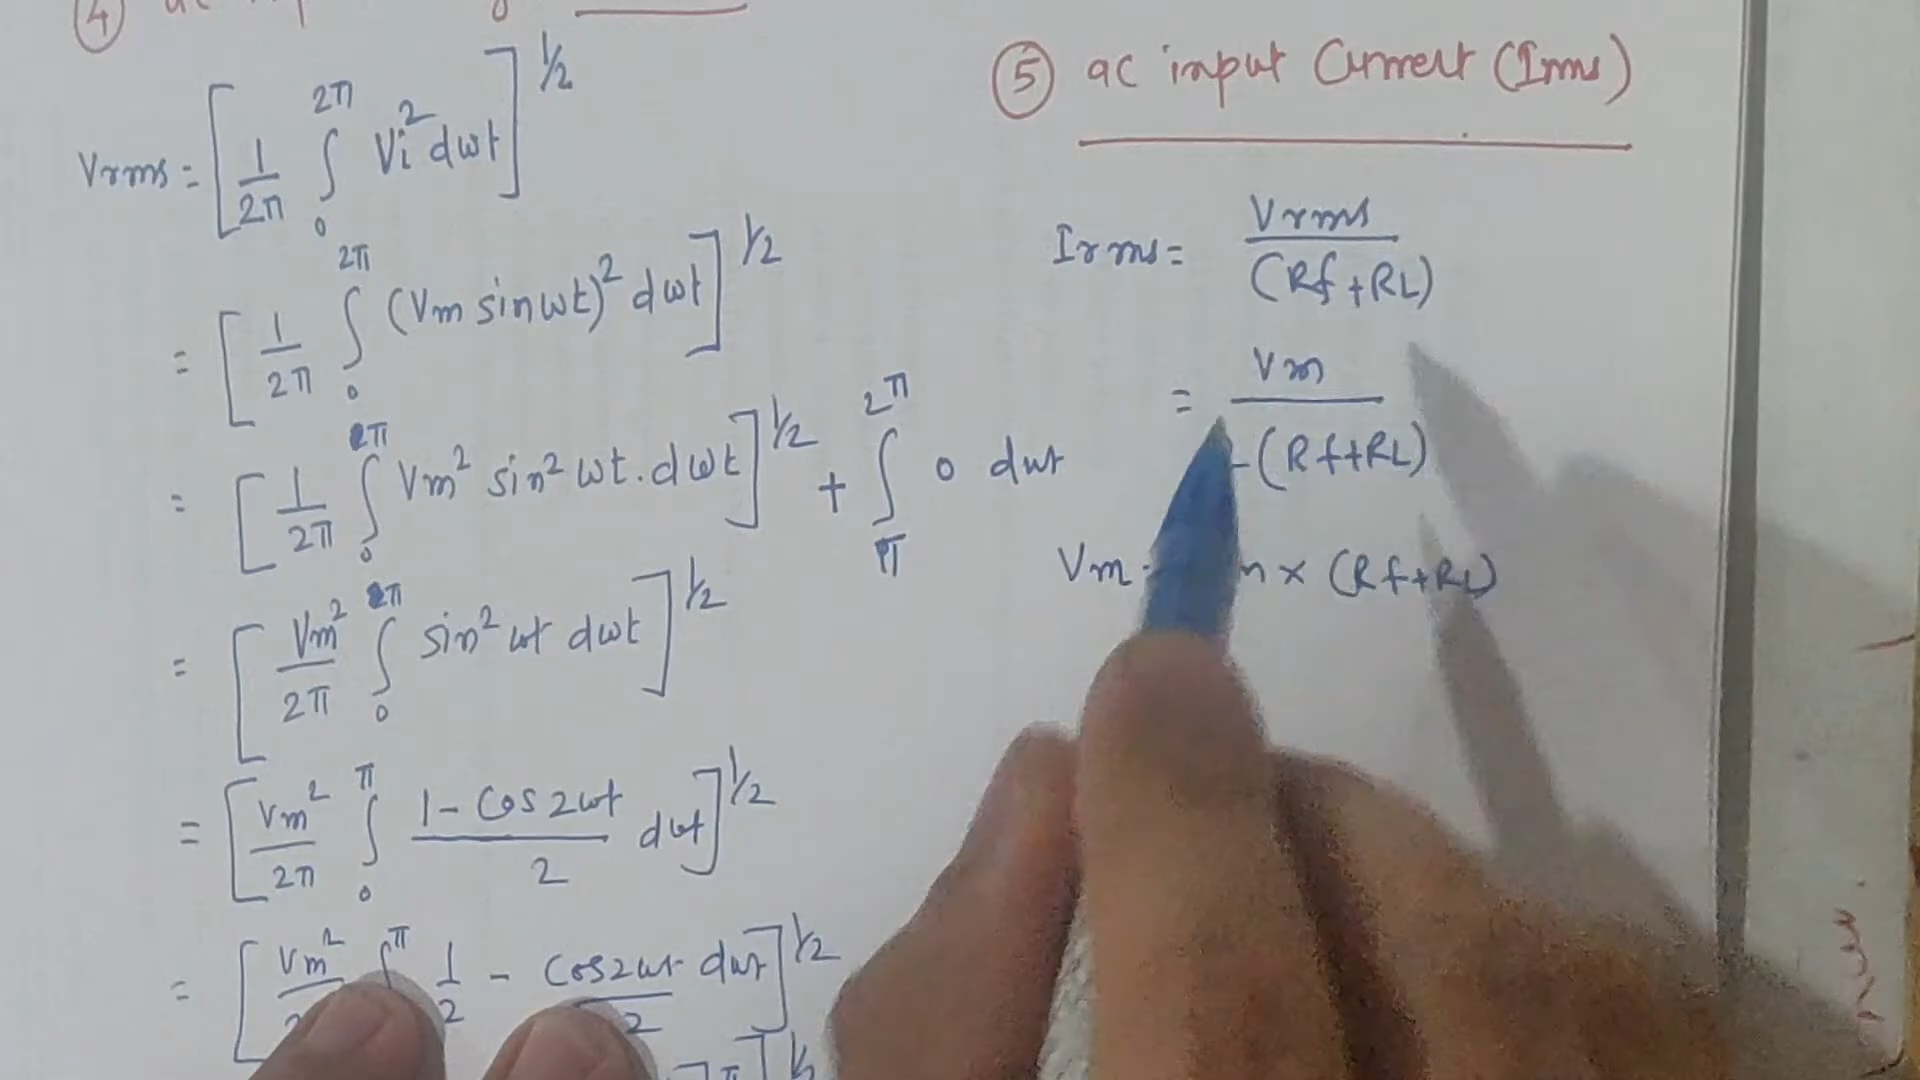 ④
Vrms = [1/2π ∫₀^2π Vi² dωt]^1/2
= [1/2π ∫₀^2π (Vm sinωt)² dωt]^1/2
= [1/2π ∫₀^2π Vm² sin² ωt. dωt]^1/2 + ∫π^2π 0 dωt
= [Vm²/2π ∫₀^2π sin² ωt dωt]^1/2
= [Vm²/2π ∫₀^π 1 - Cos 2ωt/2 dωt]^1/2
= [Vm² ∫^π 1/2 - Cos2ωt/2 dωt]^1/2
⑤ ac input Current (Irms)
Irms = Vrms/(Rf+RL)
= Vm/(Rf+RL)
Vm × (Rf+RL)